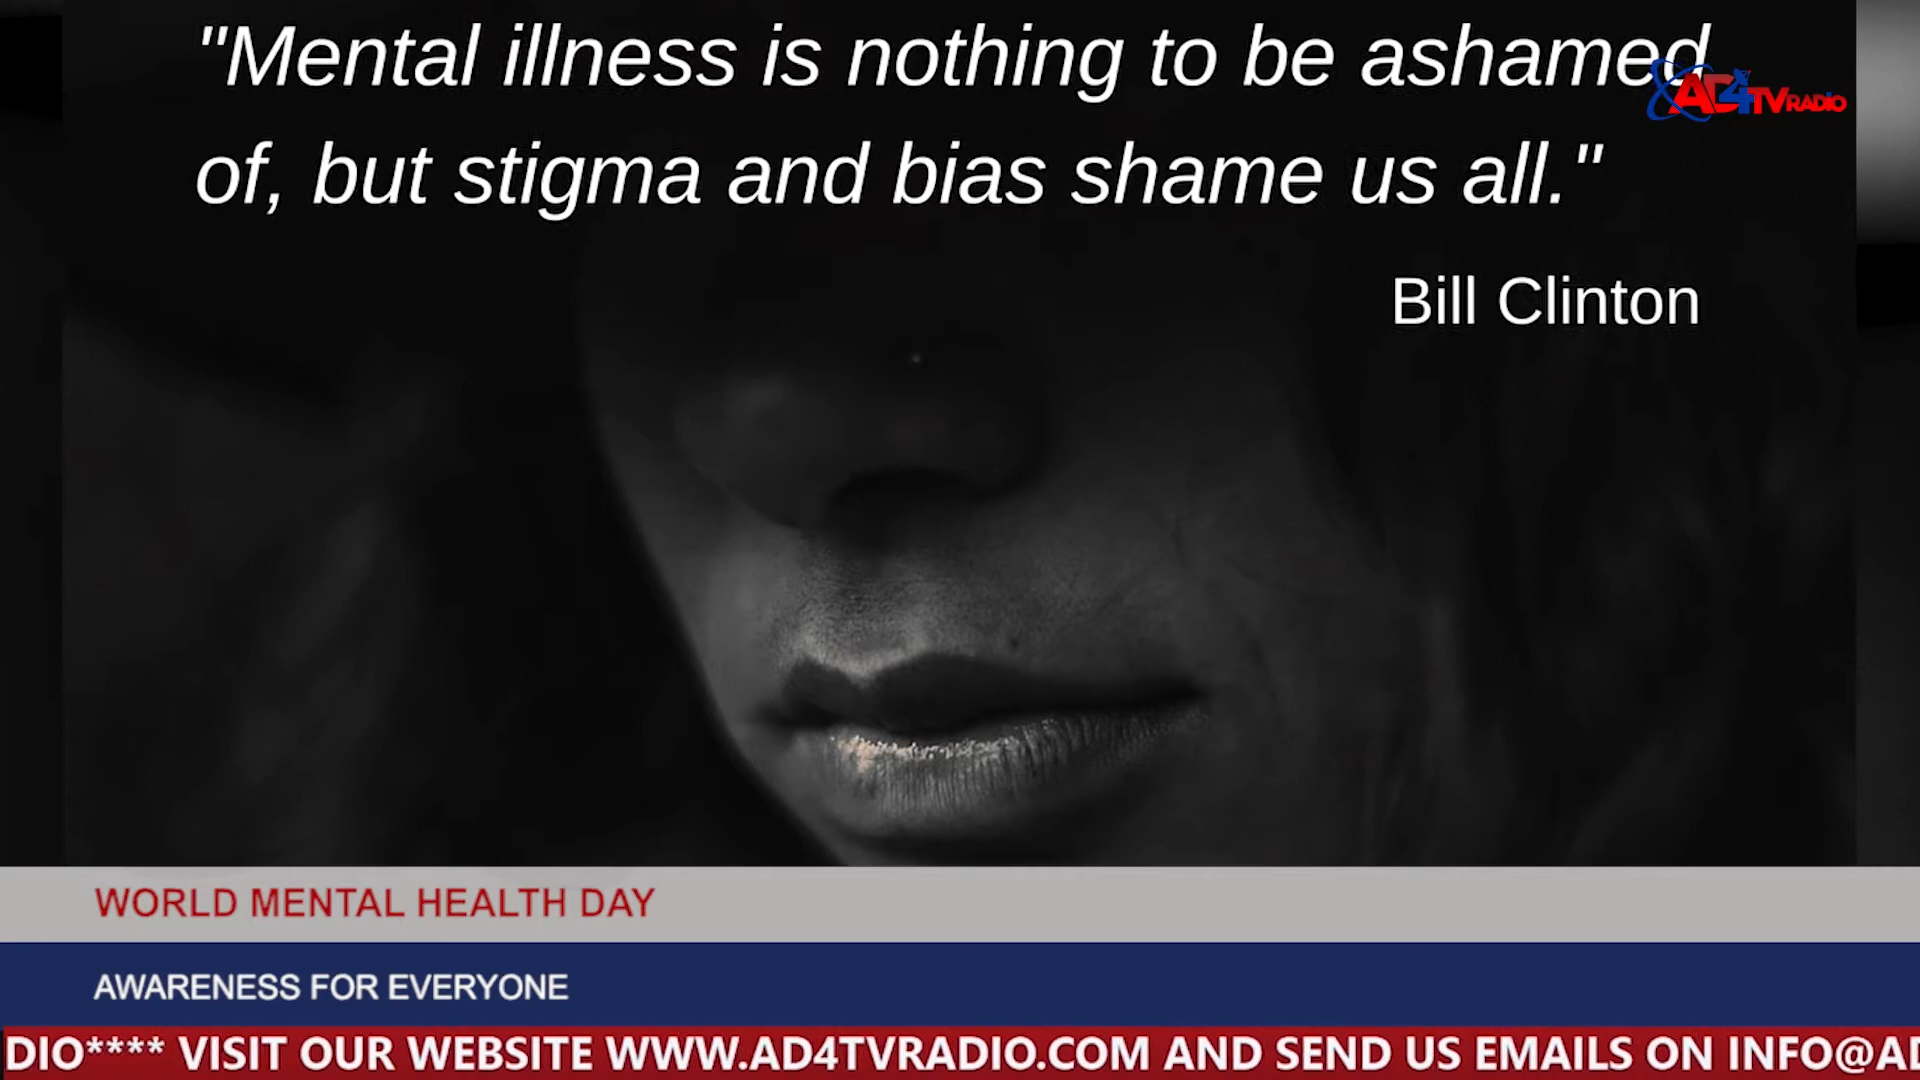 "Mental illness is nothing to be ashamed
of, but stigma and bias shame us all."
AD4TVRADIO
Bill Clinton
WORLD MENTAL HEALTH DAY
AWARENESS FOR EVERYONE
DIO**** VISIT OUR WEBSITE WWW.AD4TVRADIO.COM AND SEND US EMAILS ON INFO@AD